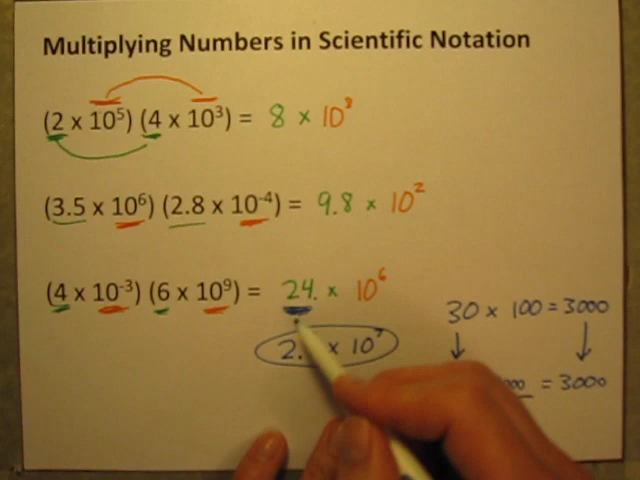 Multiplying Numbers in Scientific Notation
(2 x 10⁵) (4 x 10³) = 8 × 10⁸
(3.5 x 10⁶) (2.8 x 10⁻⁴) = 9.8 × 10²
(4 x 10⁻³) (6 x 10⁹) = 24. × 10⁶
30 × 100 = 3000
2. × 10⁷
= 3000